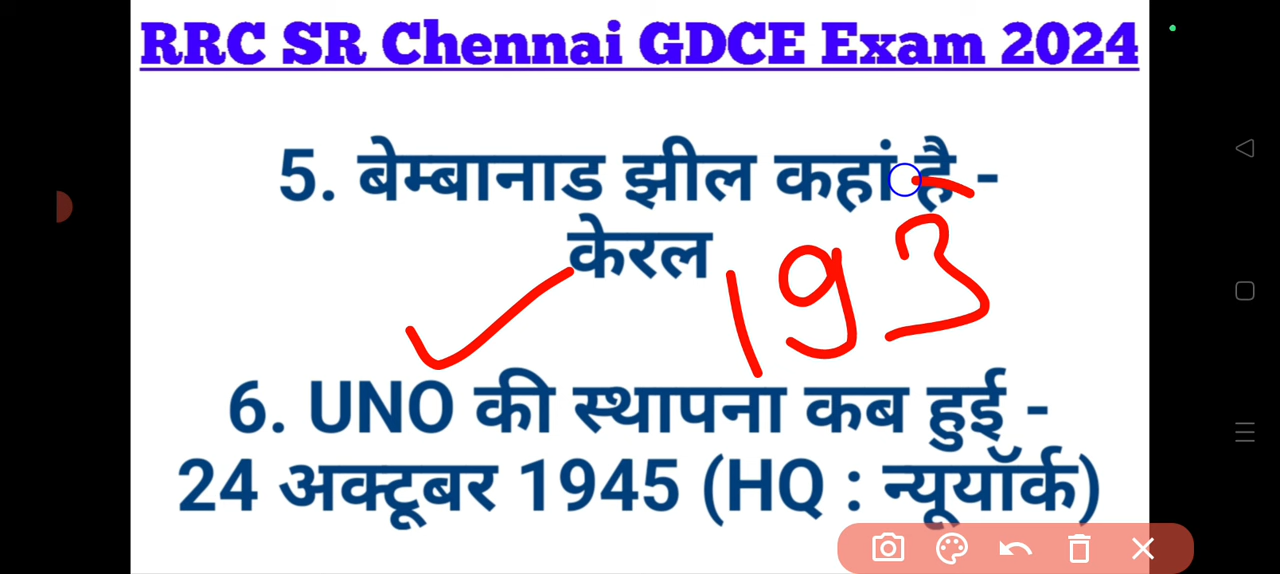 RRC SR Chennai GDCE Exam 2024
5. बेम्बानाड झील कहां है -
केरल
193
6. UNO की स्थापना कब हुई -
24 अक्टूबर 1945 (HQ : न्यूयॉर्क)